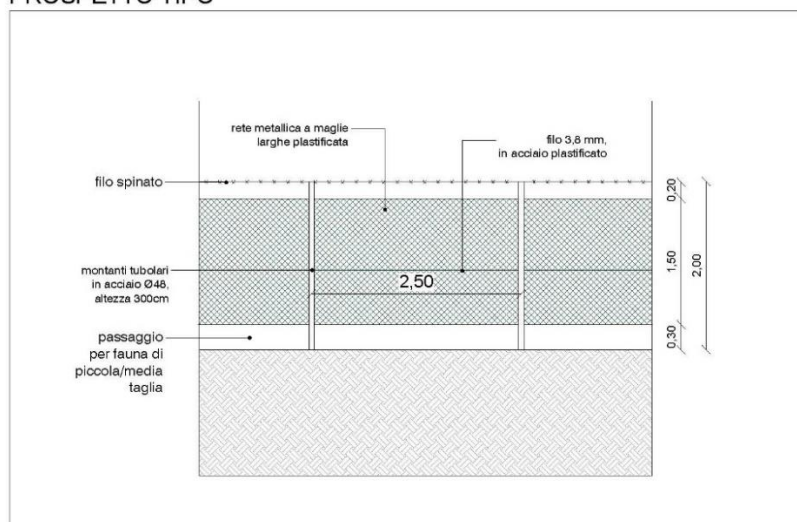 PROSPETTO TIPO
rete metallica a maglie
larghe plastificata
filo 3,8 mm,
in acciaio plastificato
filo spinato
0,20
montanti tubolari
in acciaio Ø48,
altezza 300cm
2,50
1,50
2,00
passaggio
per fauna di
piccola/media
taglia
0,30